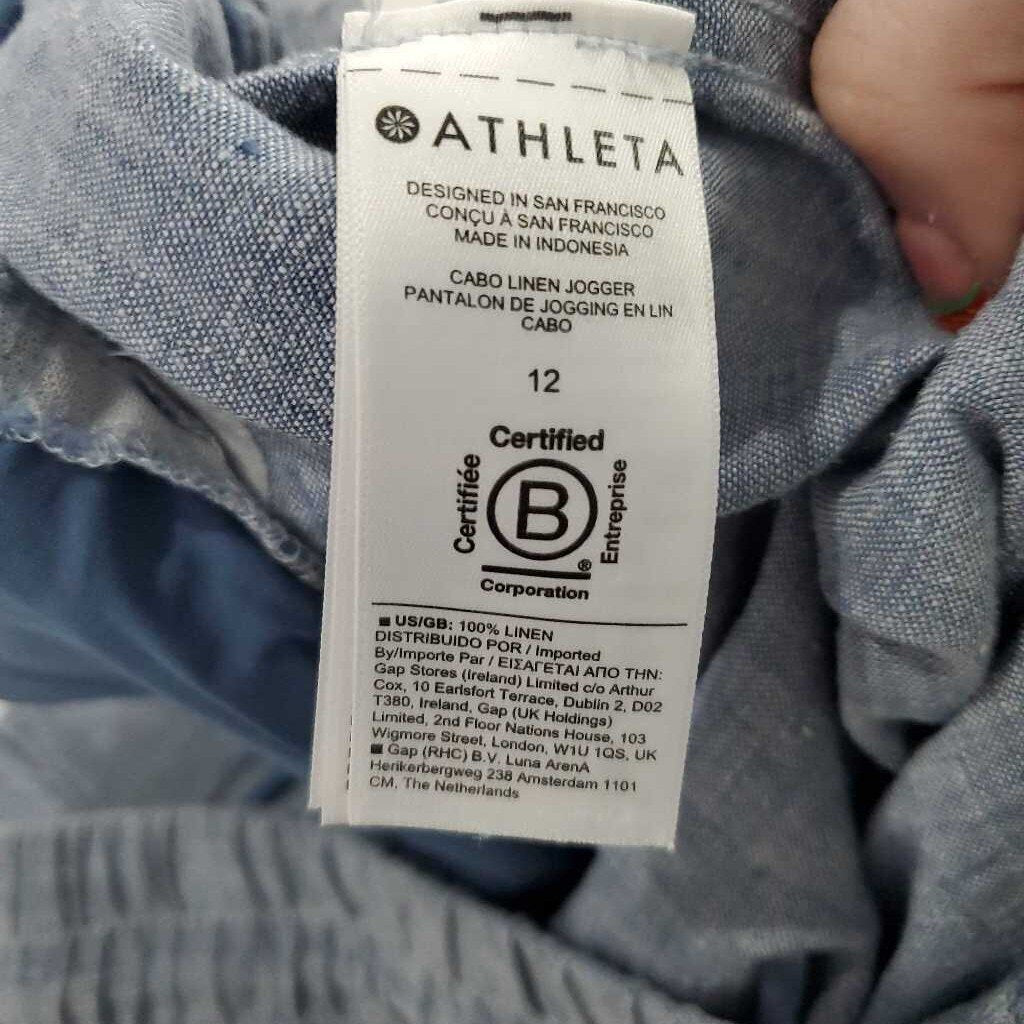 ATHLETA
DESIGNED IN SAN FRANCISCO
CONÇU À SAN FRANCISCO
MADE IN INDONESIA
CABO LINEN JOGGER
PANTALON DE JOGGING EN LIN
CABO
12
Certified
Certifiée
B
Entreprise
®
Corporation
■ US/GB: 100% LINEN
DISTRIBUIDO POR / Imported
By/Importe Par / ΕΙΣΑΓΕΤΑΙ ΑΠΟ ΤΗΝ:
Gap Stores (Ireland) Limited c/o Arthur
Cox, 10 Earlsfort Terrace, Dublin 2, D02
T380, Ireland, Gap (UK Holdings)
Limited, 2nd Floor Nations House, 103
Wigmore Street, London, W1U 1QS, UK
■ Gap (RHC) B.V. Luna ArenA
Herikerbergweg 238 Amsterdam 1101
CM, The Netherlands